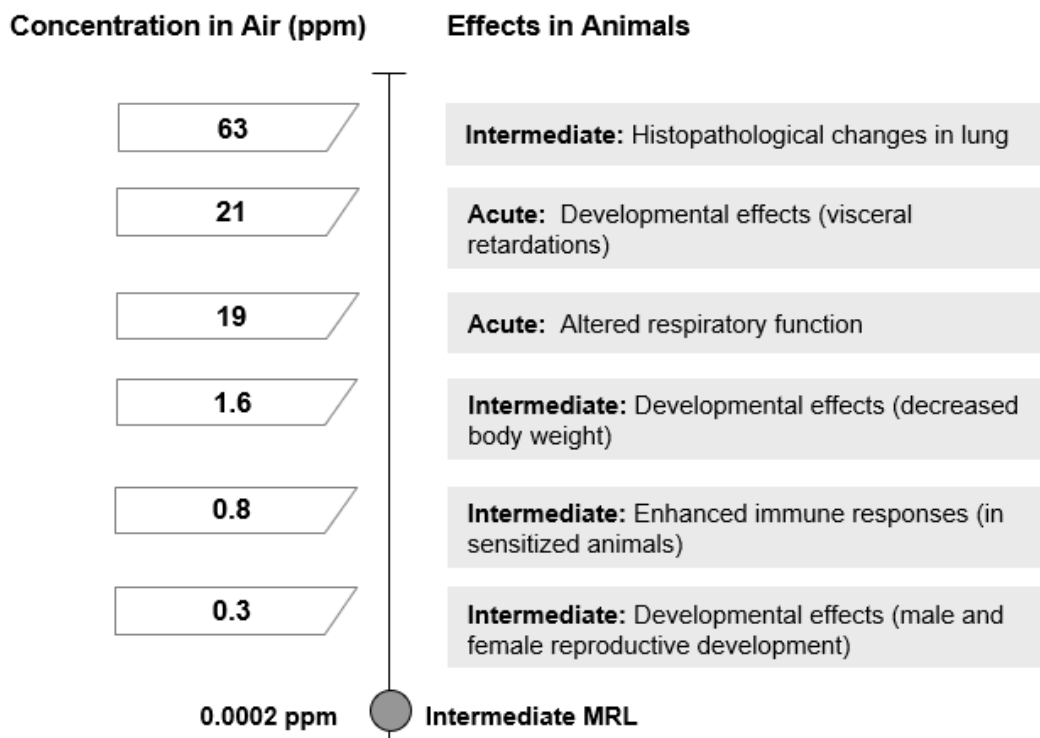 Concentration in Air (ppm) Effects in Animals
63 Intermediate: Histopathological changes in lung
21 Acute: Developmental effects (visceral
retardations)
19 Acute: Altered respiratory function
1.6 Intermediate: Developmental effects (decreased
body weight)
0.8 Intermediate: Enhanced immune responses (in
sensitized animals)
0.3 Intermediate: Developmental effects (male and
female reproductive development)
0.0002 ppm Intermediate MRL